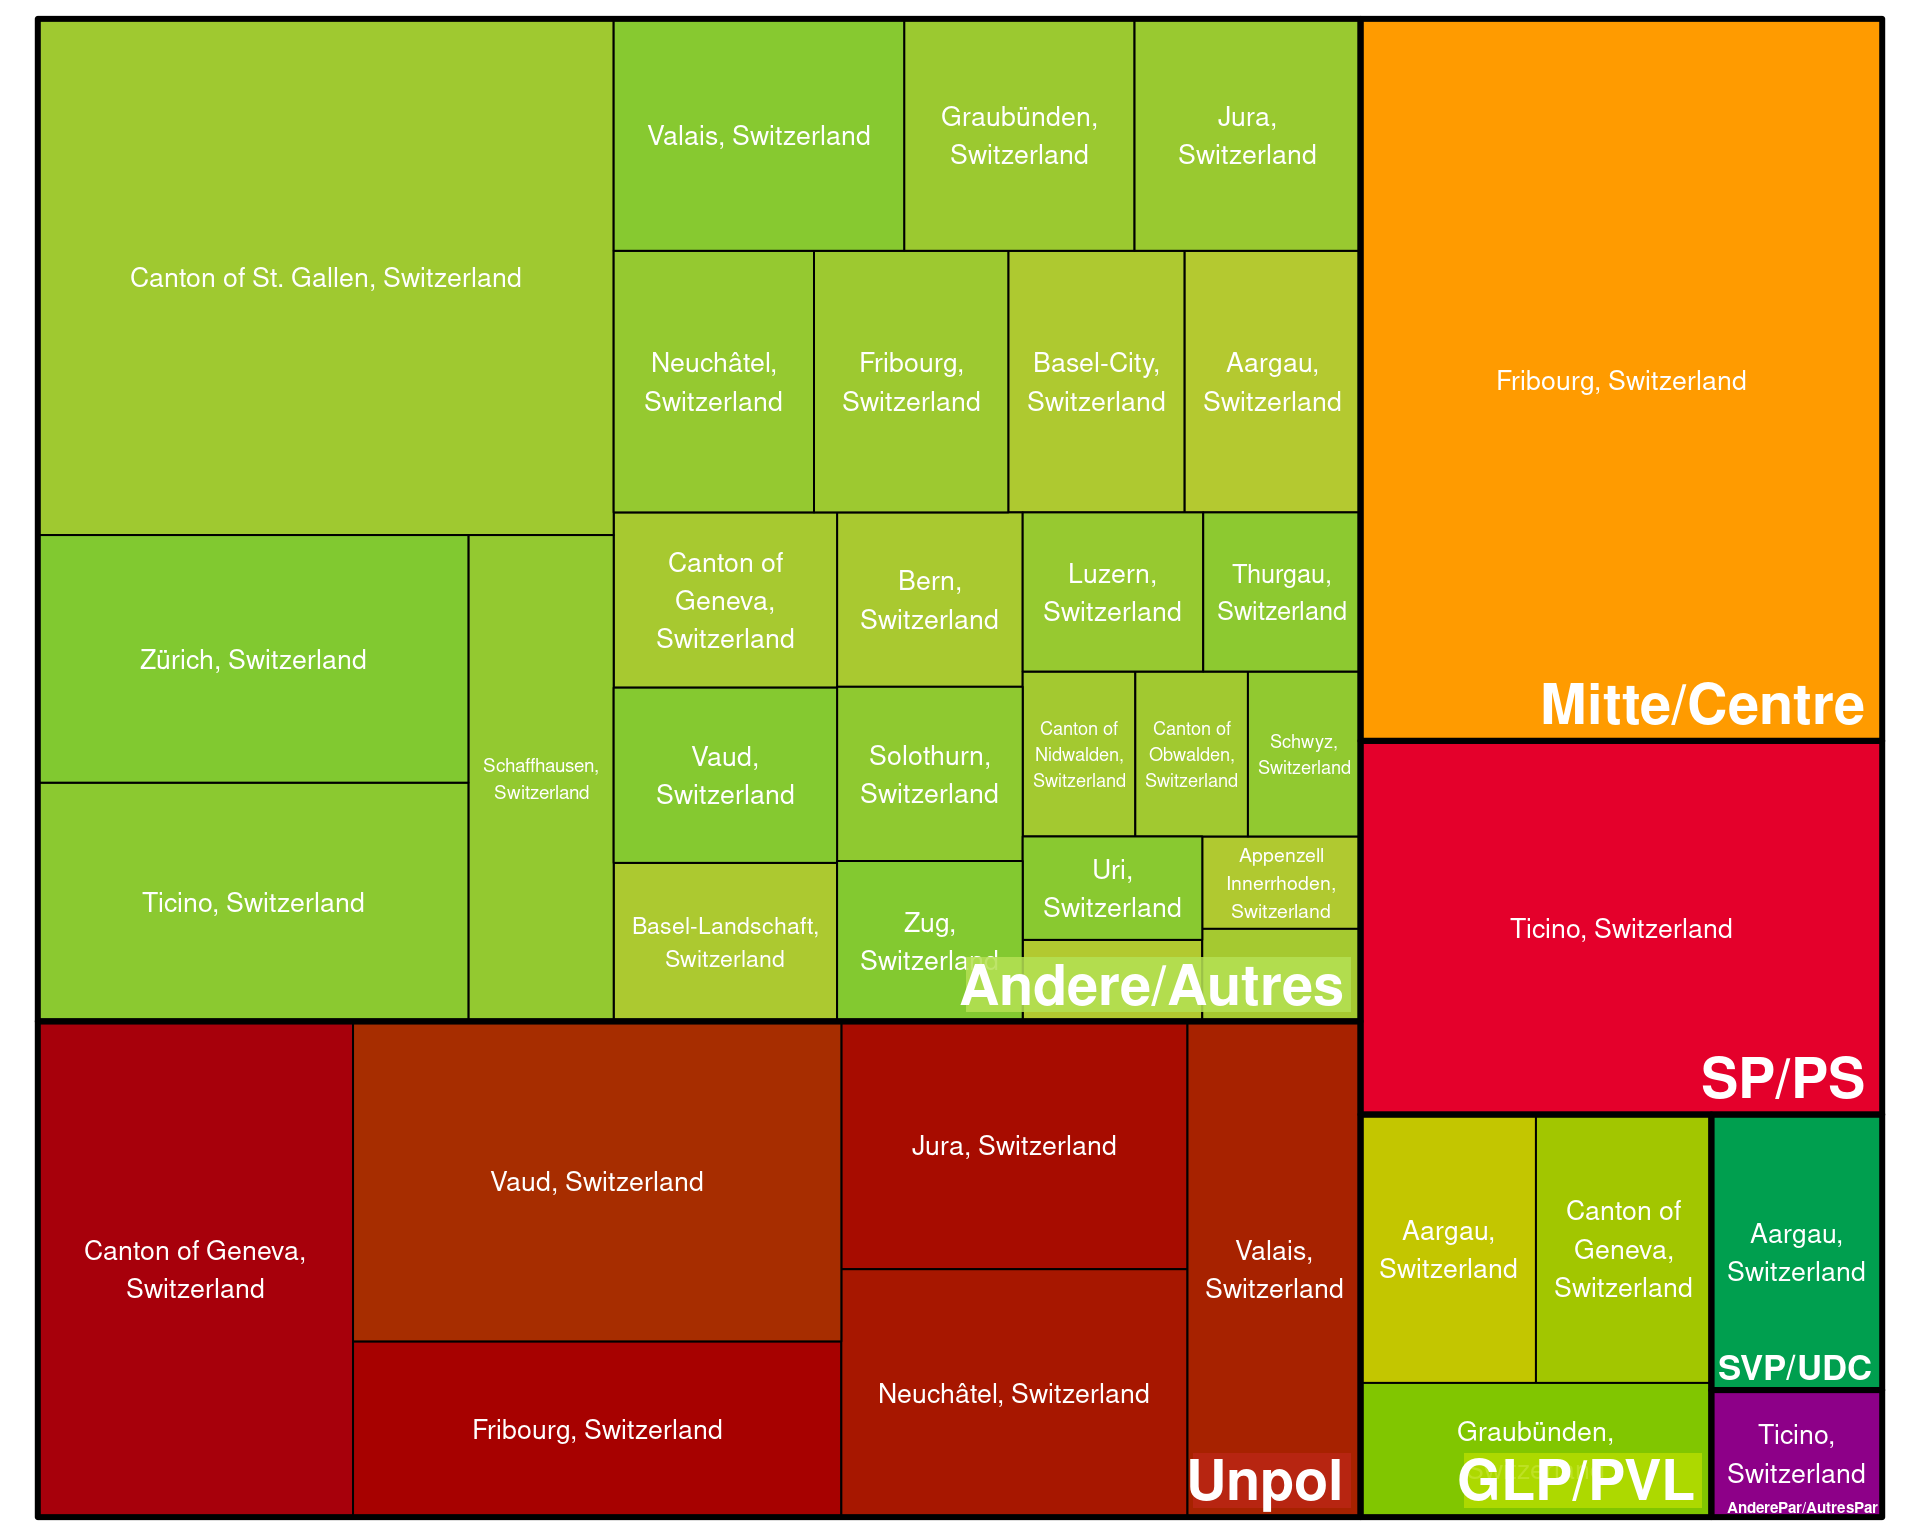 Canton of St. Gallen, Switzerland
Valais, Switzerland
Graubünden,
Switzerland
Jura,
Switzerland
Neuchâtel,
Switzerland
Fribourg,
Switzerland
Basel-City,
Switzerland
Aargau,
Switzerland
Zürich, Switzerland
Ticino, Switzerland
Schaffhausen,
Switzerland
Canton of
Geneva,
Switzerland
Bern,
Switzerland
Luzern,
Switzerland
Thurgau,
Switzerland
Vaud,
Switzerland
Solothurn,
Switzerland
Canton of
Nidwalden,
Switzerland
Canton of
Obwalden,
Switzerland
Schwyz,
Switzerland
Basel-Landschaft,
Switzerland
Zug,
Switzerland
Uri,
Switzerland
Appenzell
Innerrhoden,
Switzerland
Andere/Autres
Fribourg, Switzerland
Mitte/Centre
Ticino, Switzerland
SP/PS
Canton of Geneva,
Switzerland
Vaud, Switzerland
Fribourg, Switzerland
Jura, Switzerland
Neuchâtel, Switzerland
Valais,
Switzerland
Unpol
Aargau,
Switzerland
Canton of
Geneva,
Switzerland
Graubünden,
GLP/PVL
Aargau,
Switzerland
SVP/UDC
Ticino,
Switzerland
AnderePar/AutresPar